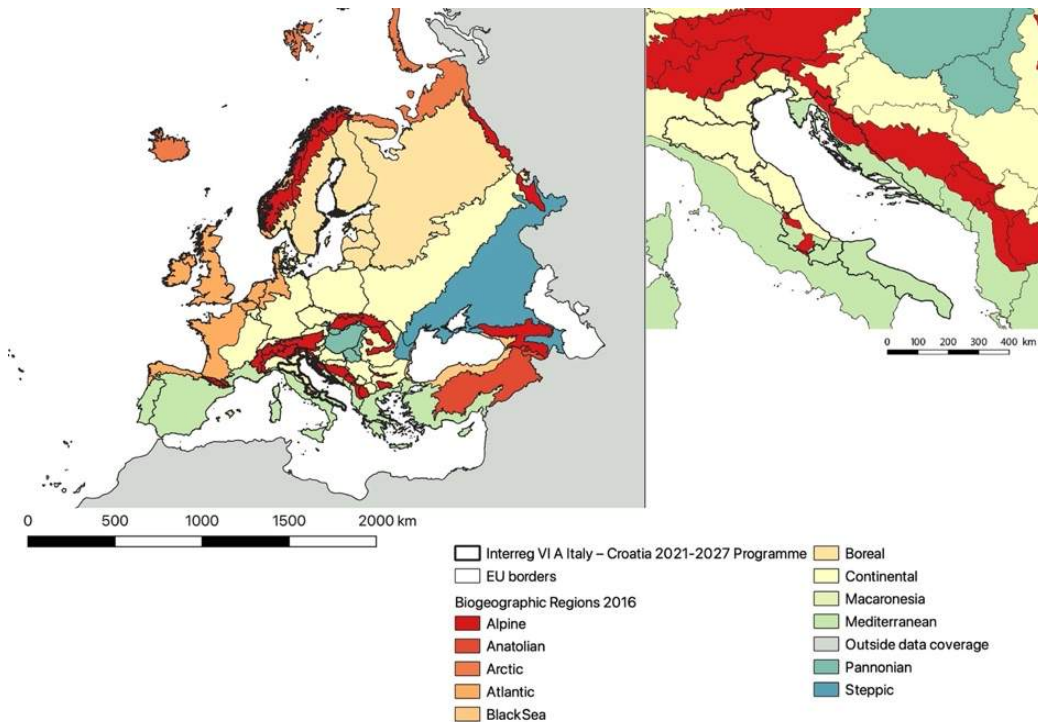 0 100 200 300 400 km
0 500 1000 1500 2000 km
Interreg VI A Italy – Croatia 2021-2027 Programme
EU borders
Biogeographic Regions 2016
Alpine
Anatolian
Arctic
Atlantic
BlackSea
Boreal
Continental
Macaronesia
Mediterranean
Outside data coverage
Pannonian
Steppic